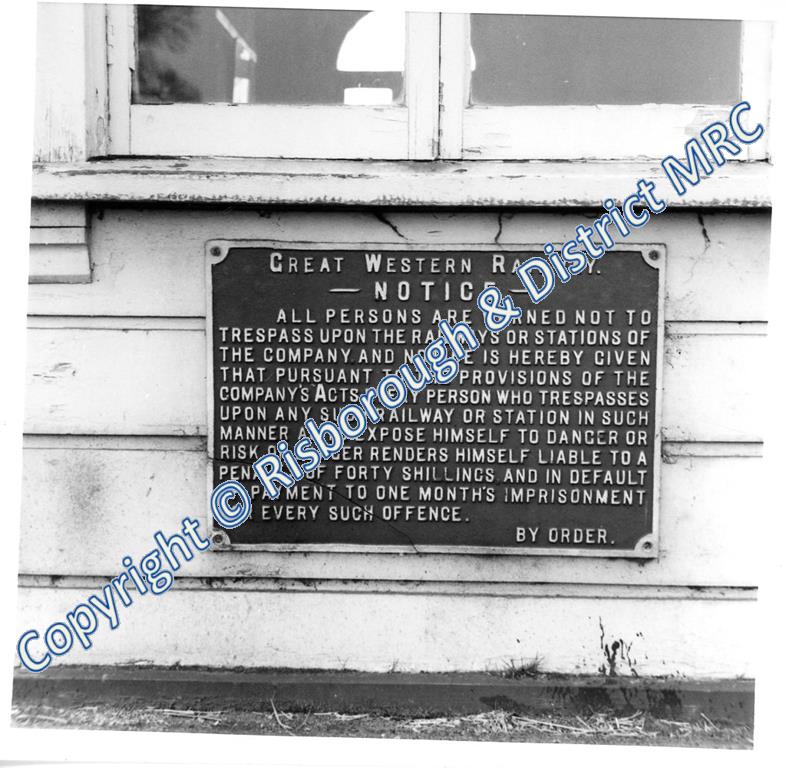 GREAT WESTERN
— NOTICE —
ALL PERSONS ARE NOT TO
TRESPASS UPON THE OR STATIONS OF
THE COMPANY AND IS HEREBY GIVEN
THAT PURSUANT PROVISIONS OF THE
COMPANY'S ACTS PERSON WHO TRESPASSES
UPON ANY RAILWAY OR STATION IN SUCH
MANNER EXPOSE HIMSELF TO DANGER OR
RISK RENDERS HIMSELF LIABLE TO A
OF FORTY SHILLINGS, AND IN DEFAULT
PAYMENT TO ONE MONTH'S IMPRISONMENT
EVERY SUCH OFFENCE.
BY ORDER.
Copyright © Risborough & District MRC